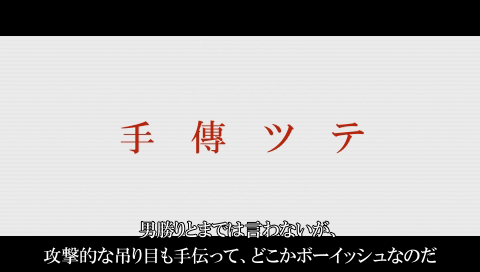 手傳ツテ
男勝りとまでは言わないが、
攻撃的な吊り目も手伝って、どこかボーイッシュなのだ